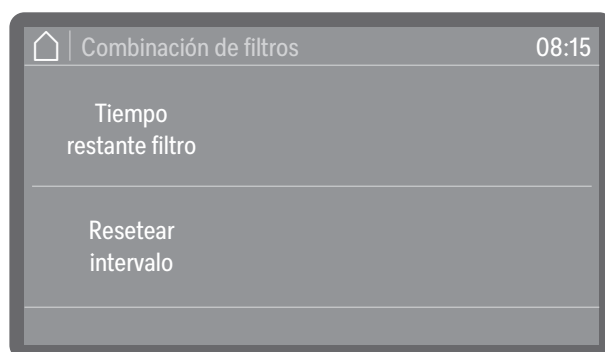 Combinación de filtros 08:15
Tiempo
restante filtro
Resetear
intervalo